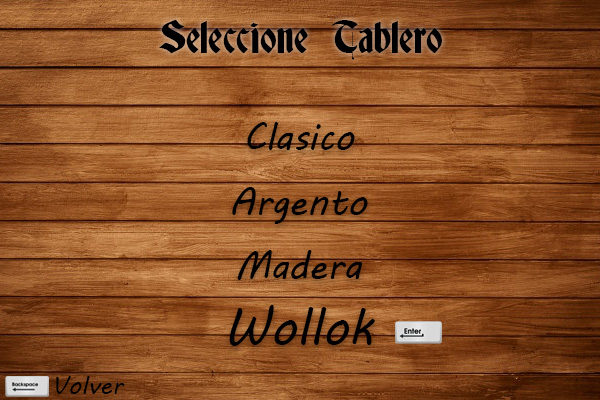 Seleccione Tablero
Clasico
Argento
Madera
Wollok
Enter
Backspace
Volver